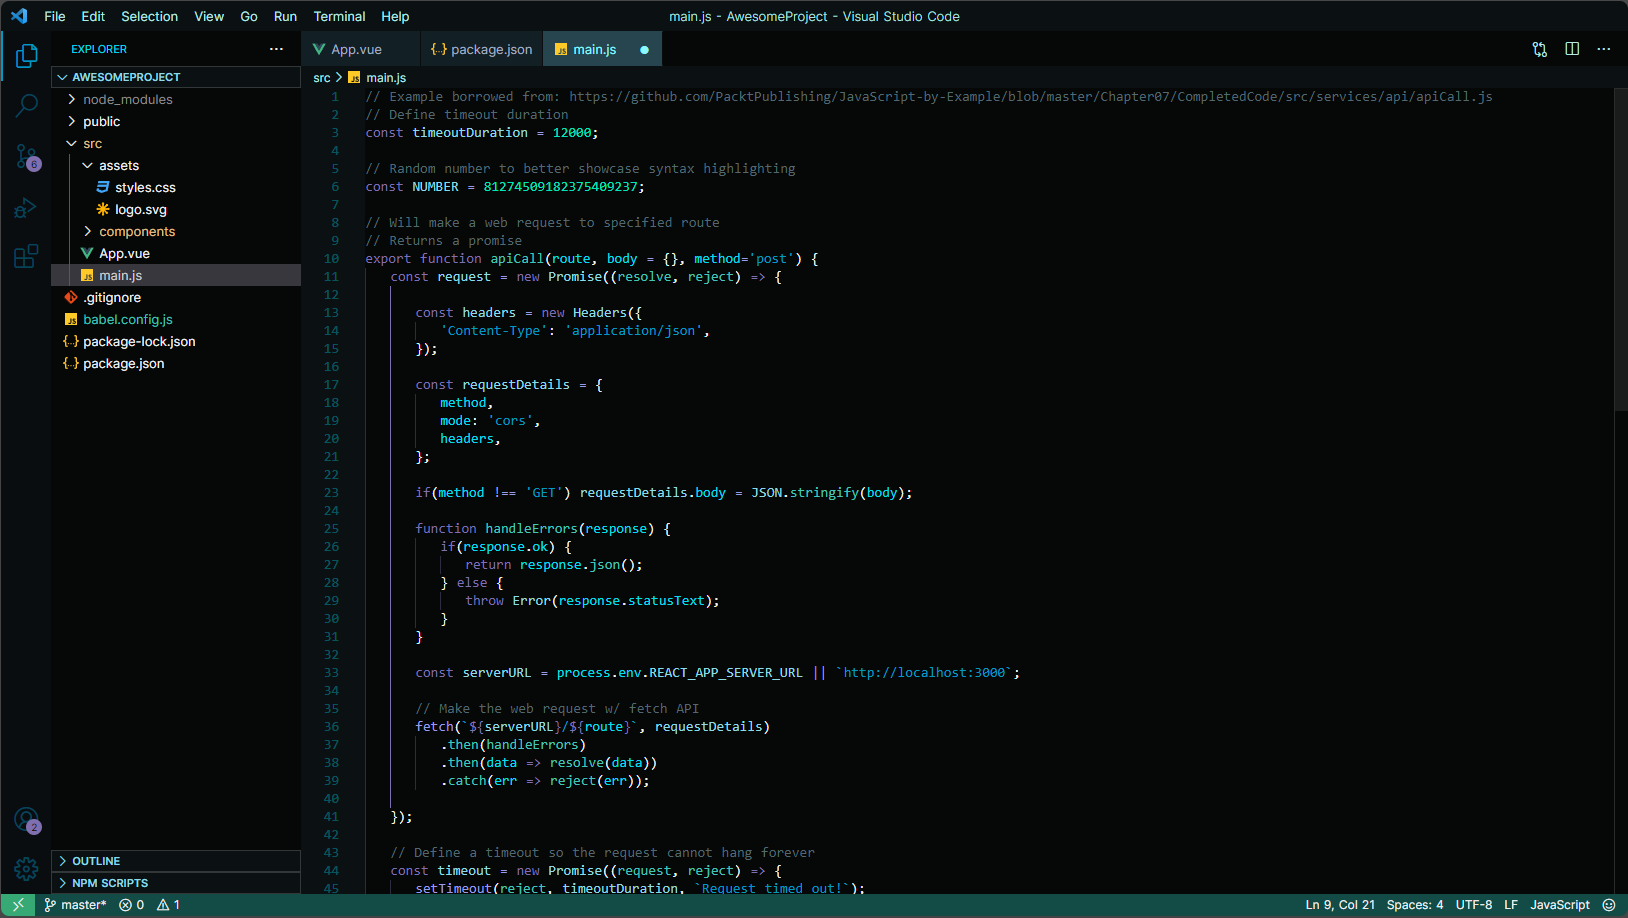 File Edit Selection View Go Run Terminal Help
main.js - AwesomeProject - Visual Studio Code
EXPLORER
AWESOMEPROJECT
node_modules
public
src
assets
styles.css
logo.svg
components
App.vue
main.js
.gitignore
babel.config.js
package-lock.json
package.json
OUTLINE
NPM SCRIPTS
6
2
App.vue {..} package.json JS main.js
src > JS main.js
1 // Example borrowed from: https://github.com/PacktPublishing/JavaScript-by-Example/blob/master/Chapter07/CompletedCode/src/services/api/apiCall.js
2 // Define timeout duration
3 const timeoutDuration = 12000;
4
5 // Random number to better showcase syntax highlighting
6 const NUMBER = 81274509182375409237;
7
8 // Will make a web request to specified route
9 // Returns a promise
10 export function apiCall(route, body = {}, method='post') {
11 const request = new Promise((resolve, reject) => {
12
13 const headers = new Headers({
14 'Content-Type': 'application/json',
15 });
16
17 const requestDetails = {
18 method,
19 mode: 'cors',
20 headers,
21 };
22
23 if(method !== 'GET') requestDetails.body = JSON.stringify(body);
24
25 function handleErrors(response) {
26 if(response.ok) {
27 return response.json();
28 } else {
29 throw Error(response.statusText);
30 }
31 }
32
33 const serverURL = process.env.REACT_APP_SERVER_URL || `http://localhost:3000`;
34
35 // Make the web request w/ fetch API
36 fetch(`${serverURL}/${route}`, requestDetails)
37 .then(handleErrors)
38 .then(data => resolve(data))
39 .catch(err => reject(err));
40
41 });
42
43 // Define a timeout so the request cannot hang forever
44 const timeout = new Promise((request, reject) => {
45 setTimeout(reject, timeoutDuration, `Request timed out!`);
master* 0 1 Ln 9, Col 21 Spaces: 4 UTF-8 LF JavaScript